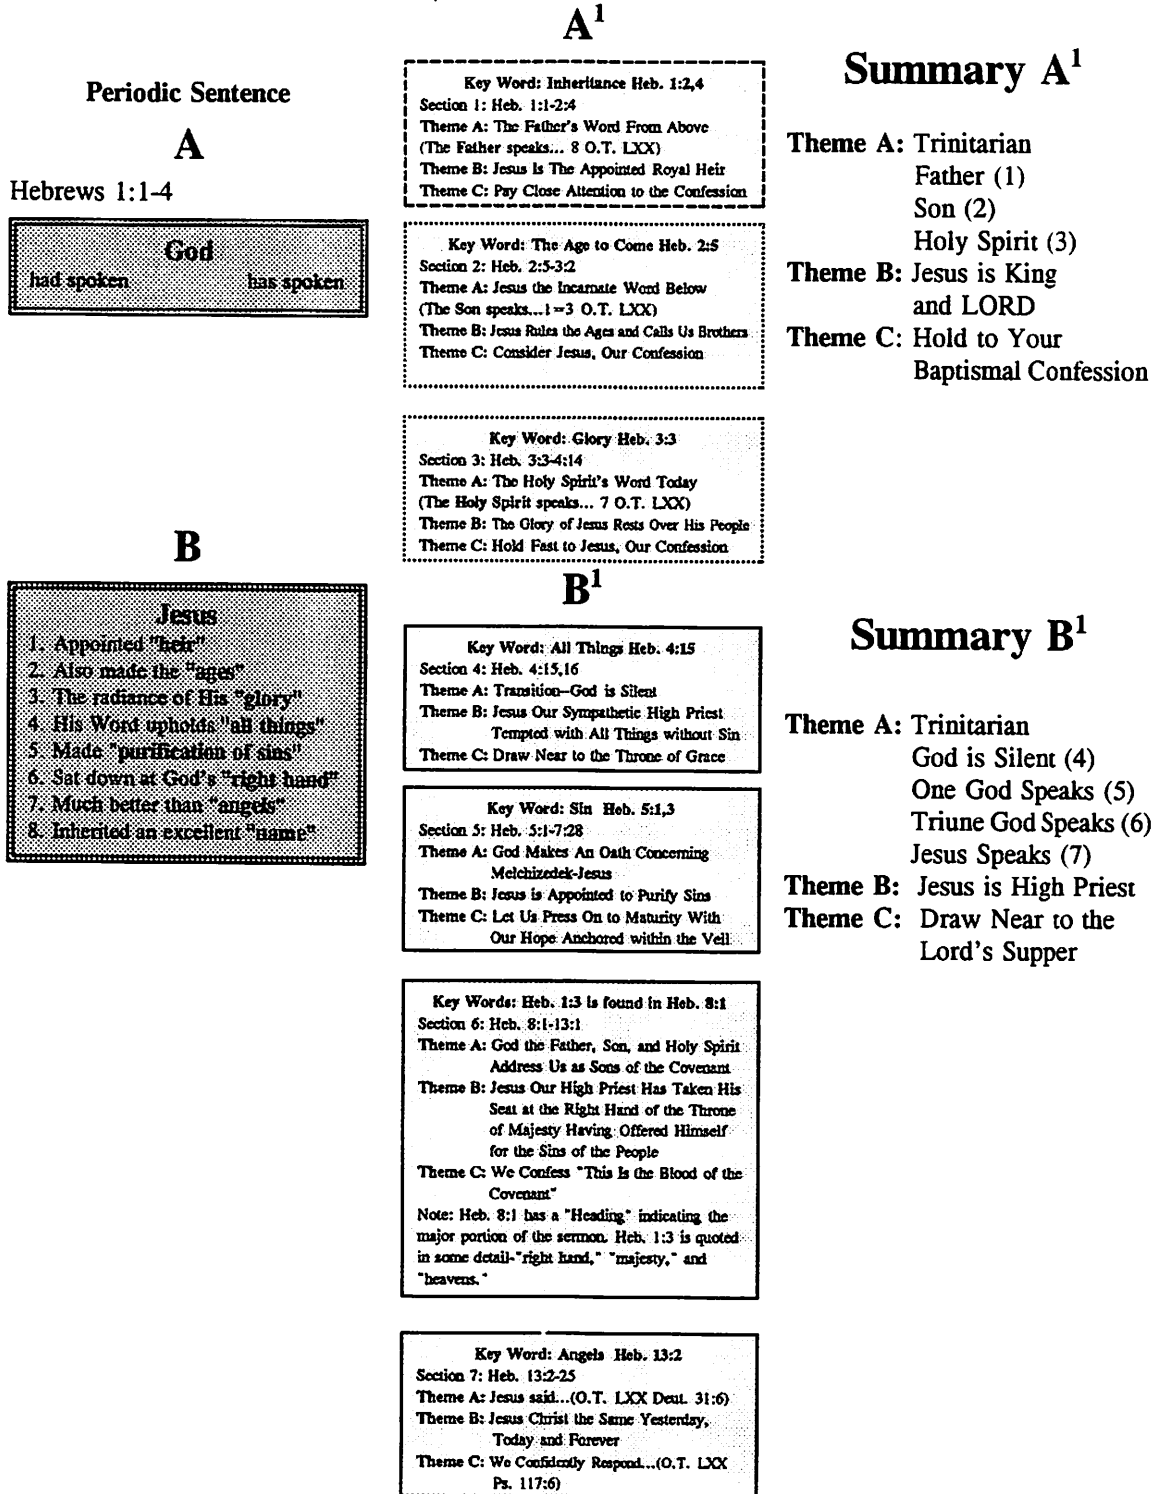 Periodic Sentence
A
Hebrews 1:1-4
God
had spoken has spoken
B
Jesus
1. Appointed "heir"
2. Also made the "ages"
3. The radiance of His "glory"
4. His Word upholds "all things"
5. Made "purification of sins"
6. Sat down at God's "right hand"
7. Much better than "angels"
8. Inherited an excellent "name"
A¹
Key Word: Inheritance Heb. 1:2,4
Section 1: Heb. 1:1-2:4
Theme A: The Father's Word From Above
(The Father speaks... 8 O.T. LXX)
Theme B: Jesus Is The Appointed Royal Heir
Theme C: Pay Close Attention to the Confession
Key Word: The Age to Come Heb. 2:5
Section 2: Heb. 2:5-3:2
Theme A: Jesus the Incarnate Word Below
(The Son speaks...1=3 O.T. LXX)
Theme B: Jesus Rules the Ages and Calls Us Brothers
Theme C: Consider Jesus, Our Confession
Key Word: Glory Heb. 3:3
Section 3: Heb. 3:3-4:14
Theme A: The Holy Spirit's Word Today
(The Holy Spirit speaks... 7 O.T. LXX)
Theme B: The Glory of Jesus Rests Over His People
Theme C: Hold Fast to Jesus, Our Confession
B¹
Key Word: All Things Heb. 4:15
Section 4: Heb. 4:15,16
Theme A: Transition–God is Silent
Theme B: Jesus Our Sympathetic High Priest
Tempted with All Things without Sin
Theme C: Draw Near to the Throne of Grace
Key Word: Sin Heb. 5:1,3
Section 5: Heb. 5:1-7:28
Theme A: God Makes An Oath Concerning
Melchizedek-Jesus
Theme B: Jesus is Appointed to Purify Sins
Theme C: Let Us Press On to Maturity With
Our Hope Anchored within the Veil
Key Words: Heb. 1:3 is found in Heb. 8:1
Section 6: Heb. 8:1-13:1
Theme A: God the Father, Son, and Holy Spirit
Address Us as Sons of the Covenant
Theme B: Jesus Our High Priest Has Taken His
Seat at the Right Hand of the Throne
of Majesty Having Offered Himself
for the Sins of the People
Theme C: We Confess "This Is the Blood of the
Covenant"
Note: Heb. 8:1 has a "Heading" indicating the
major portion of the sermon. Heb. 1:3 is quoted
in some detail-"right hand," "majesty," and
"heavens."
Key Word: Angels Heb. 13:2
Section 7: Heb. 13:2-25
Theme A: Jesus said...(O.T. LXX Deut. 31:6)
Theme B: Jesus Christ the Same Yesterday,
Today and Forever
Theme C: We Confidently Respond...(O.T. LXX
Ps. 117:6)
Summary A¹
Theme A: Trinitarian
Father (1)
Son (2)
Holy Spirit (3)
Theme B: Jesus is King
and LORD
Theme C: Hold to Your
Baptismal Confession
Summary B¹
Theme A: Trinitarian
God is Silent (4)
One God Speaks (5)
Triune God Speaks (6)
Jesus Speaks (7)
Theme B: Jesus is High Priest
Theme C: Draw Near to the
Lord's Supper